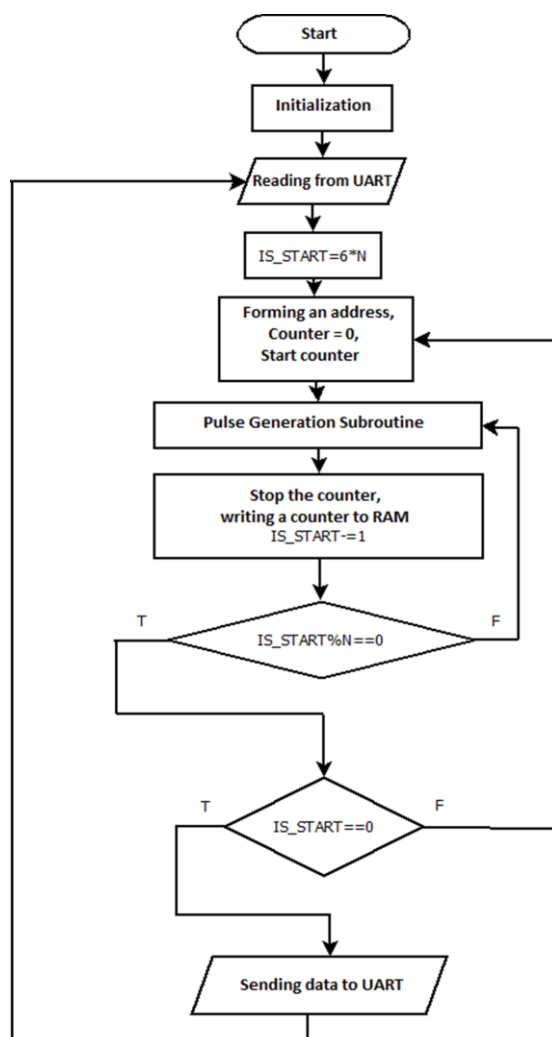 Start
Initialization
Reading from UART
IS_START=6*N
Forming an address,
Counter = 0,
Start counter
Pulse Generation Subroutine
Stop the counter,
writing a counter to RAM
IS_START-=1
T
F
IS_START%N==0
T
F
IS_START==0
Sending data to UART